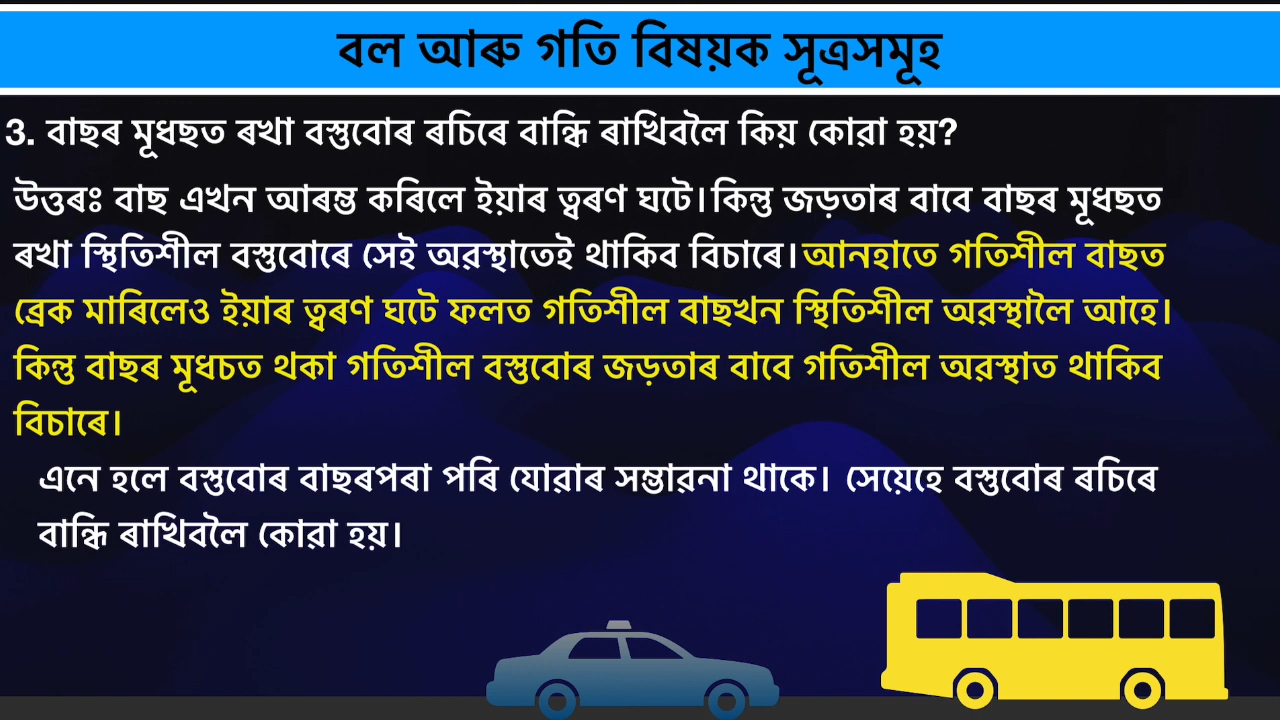 বল আৰু গতি বিষয়ক সূত্ৰসমূহ
3. বাছৰ মূধছত ৰখা বস্তুবোৰ ৰচিৰে বান্ধি ৰাখিবলৈ কিয় কোৱা হয়?
উত্তৰঃ বাছ এখন আৰম্ভ কৰিলে ইয়াৰ ত্বৰণ ঘটে।কিন্তু জড়তাৰ বাবে বাছৰ মূধছত
ৰখা স্থিতিশীল বস্তুবোৰে সেই অৱস্থাতেই থাকিব বিচাৰে।আনহাতে গতিশীল বাছত
ব্ৰেক মাৰিলেও ইয়াৰ ত্বৰণ ঘটে ফলত গতিশীল বাছখন স্থিতিশীল অৱস্থালৈ আহে।
কিন্তু বাছৰ মূধচত থকা গতিশীল বস্তুবোৰ জড়তাৰ বাবে গতিশীল অৱস্থাত থাকিব
বিচাৰে।
এনে হলে বস্তুবোৰ বাছৰপৰা পৰি যোৱাৰ সম্ভাৱনা থাকে। সেয়েহে বস্তুবোৰ ৰচিৰে
বান্ধি ৰাখিবলৈ কোৱা হয়।